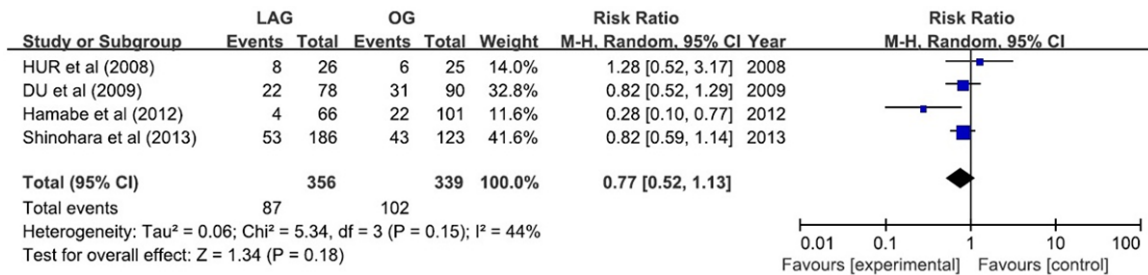 LAG OG Risk Ratio Risk Ratio
Study or Subgroup Events Total Events Total Weight M-H, Random, 95% CI Year M-H, Random, 95% CI
HUR et al (2008) 8 26 6 25 14.0% 1.28 [0.52, 3.17] 2008
DU et al (2009) 22 78 31 90 32.8% 0.82 [0.52, 1.29] 2009
Hamabe et al (2012) 4 66 22 101 11.6% 0.28 [0.10, 0.77] 2012
Shinohara et al (2013) 53 186 43 123 41.6% 0.82 [0.59, 1.14] 2013
Total (95% CI) 356 339 100.0% 0.77 [0.52, 1.13]
Total events 87 102
Heterogeneity: Tau² = 0.06; Chi² = 5.34, df = 3 (P = 0.15); I² = 44%
Test for overall effect: Z = 1.34 (P = 0.18)
0.01 0.1 1 10 100
Favours [experimental] Favours [control]